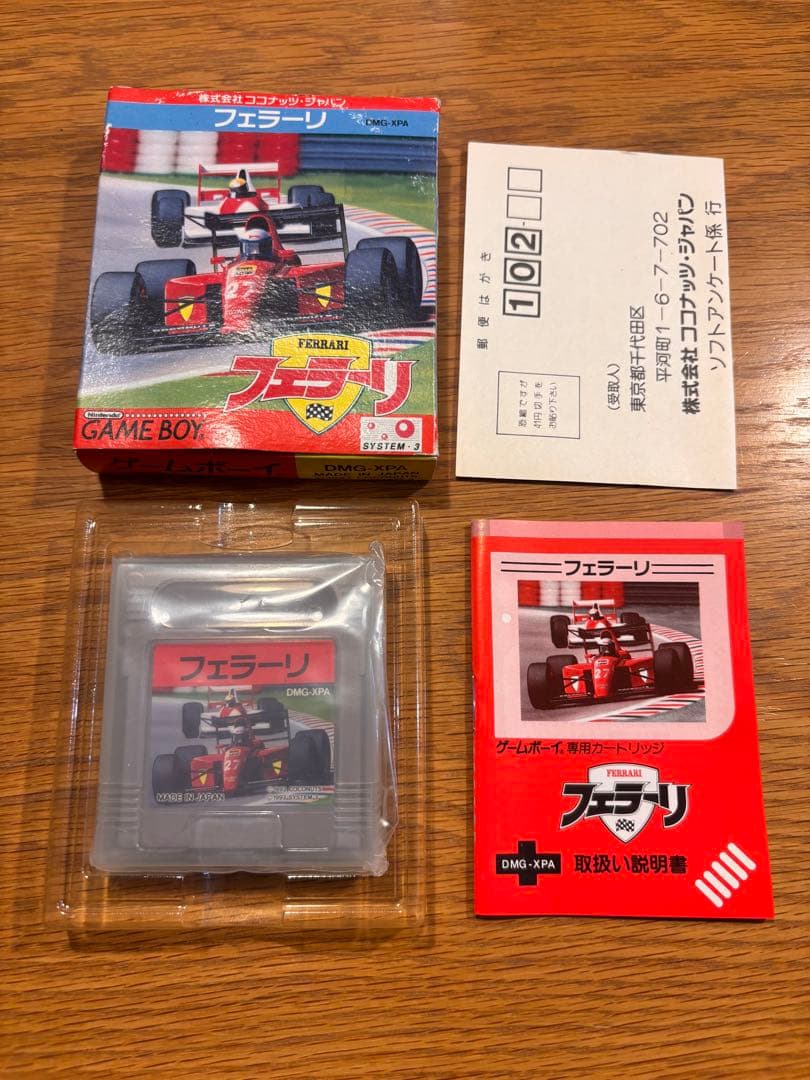 株式会社 ココナッツ・ジャパン
フェラーリ
DMG-XPA
27
FERRARI
フェラーリ
Nintendo
GAME BOY
SYSTEM・3
ゲームボーイ
DMG-XPA
MADE IN JAPAN
郵便はがき
102-
恐縮ですが
41円切手を
お貼り下さい
(受取人)
東京都千代田区
平河町1-6-7-702
株式会社 ココナッツ・ジャパン
ソフトアンケート係 行
フェラーリ
DMG-XPA
27
MADE IN JAPAN
フェラーリ
27
ゲームボーイ® 専用カートリッジ
FERRARI
フェラーリ
DMG-XPA
取扱い説明書